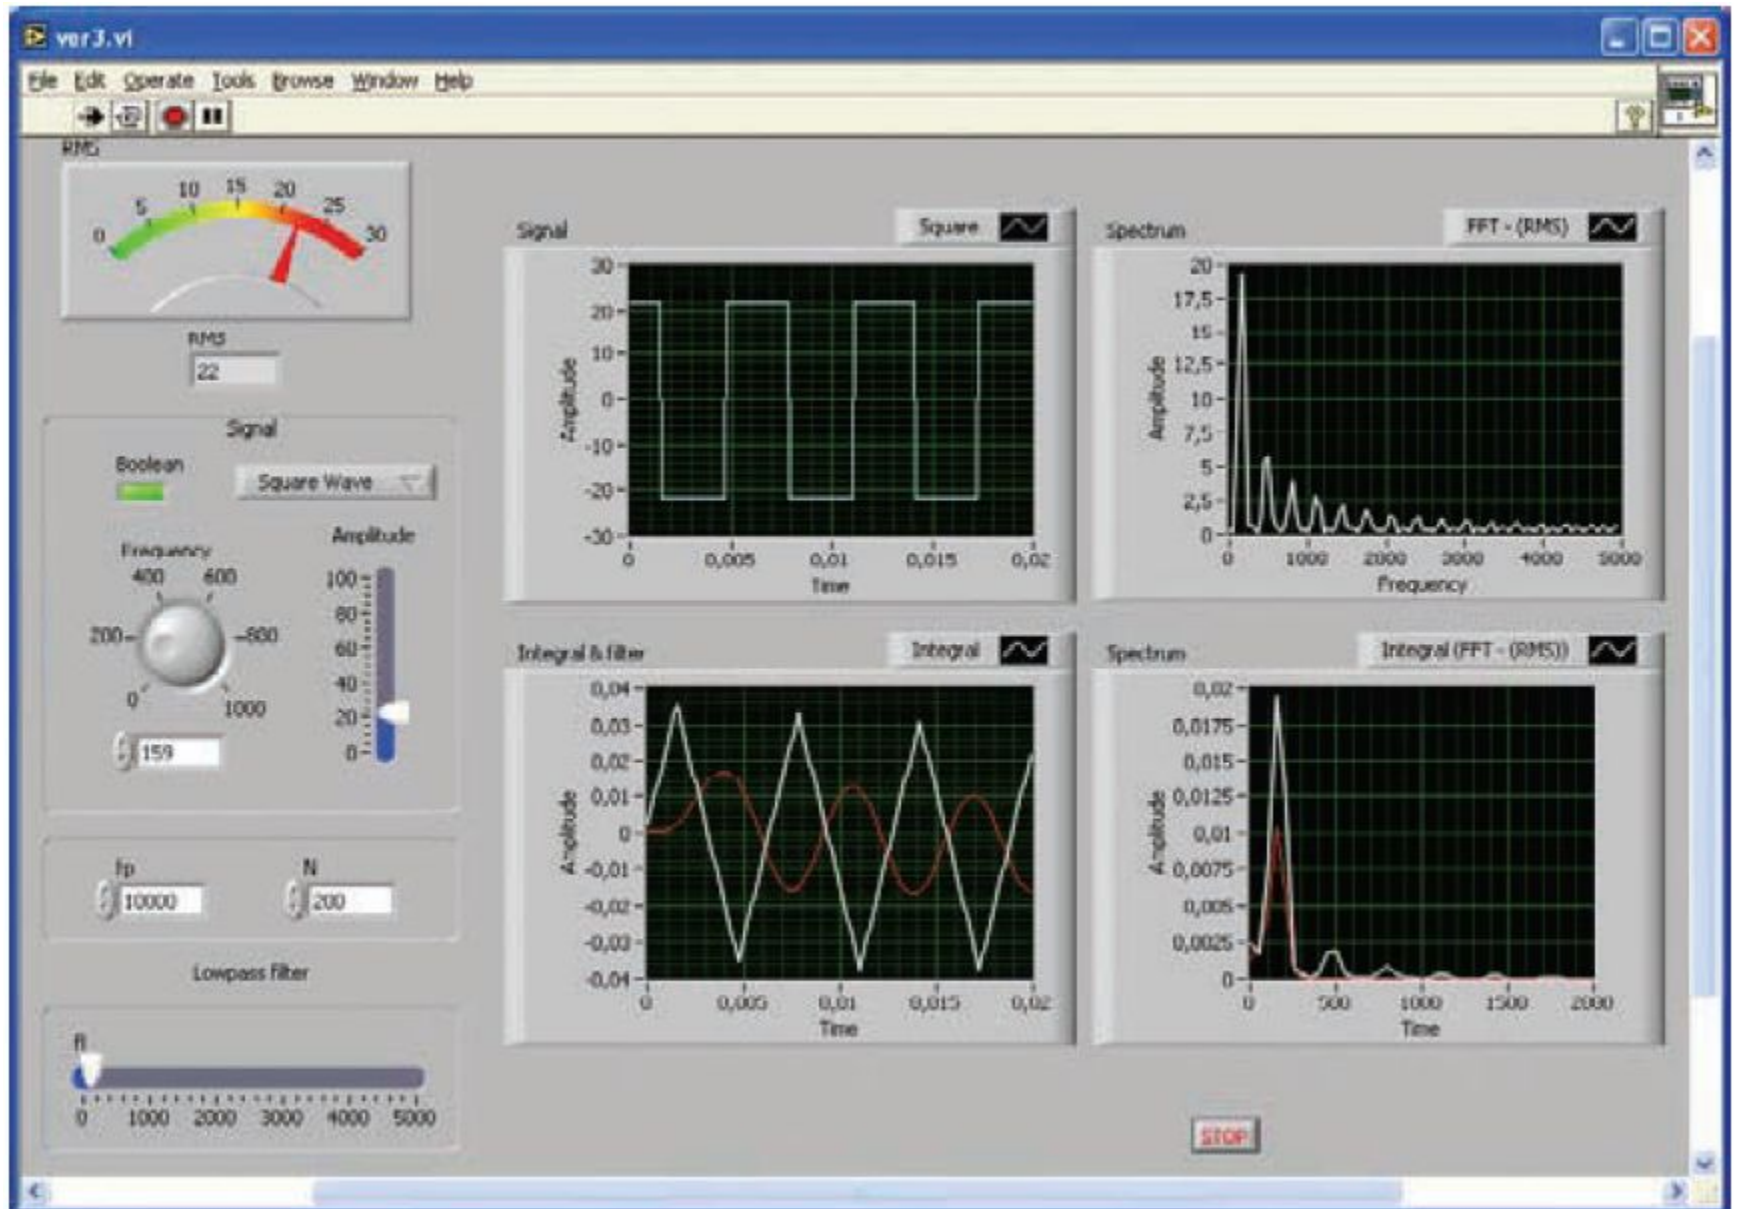 ver3.vi
File Edit Operate Tools Browse Window Help
RMS
0 5 10 15 20 25 30
RMS
22
Signal
Boolean
Square Wave
Frequency
Amplitude
0 200 400 600 800 1000
159
100
80
60
40
20
0
fp
10000
N
200
Lowpass filter
fl
0 1000 2000 3000 4000 5000
Signal
Square
Amplitude
30
20
10
0
-10
-20
-30
0 0,005 0,01 0,015 0,02
Time
Spectrum
FFT - (RMS)
Amplitude
20
17,5
15
12,5
10
7,5
5
2,5
0
0 1000 2000 3000 4000 5000
Frequency
Integral & filter
Integral
Amplitude
0,04
0,03
0,02
0,01
0
-0,01
-0,02
-0,03
-0,04
0 0,005 0,01 0,015 0,02
Time
Spectrum
Integral (FFT - (RMS))
Amplitude
0,02
0,0175
0,015
0,0125
0,01
0,0075
0,005
0,0025
0
0 500 1000 1500 2000
Time
STOP